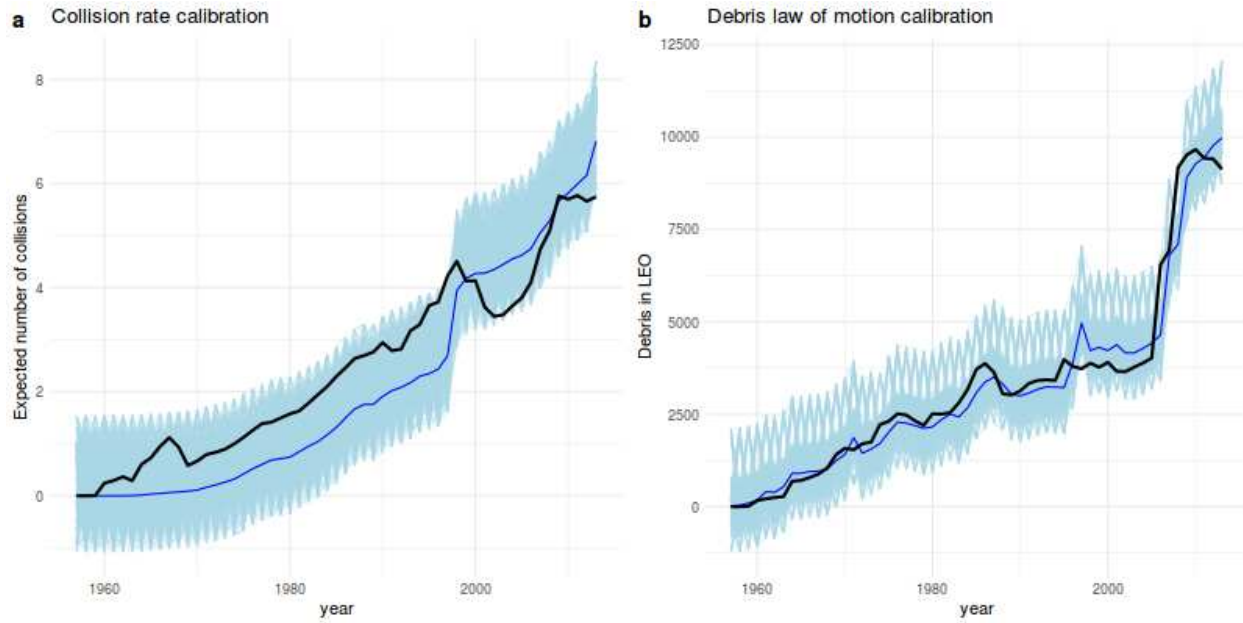 a Collision rate calibration
Expected number of collisions
8
6
4
2
0
1960 1980 2000
year
b Debris law of motion calibration
Debris in LEO
12500
10000
7500
5000
2500
0
1960 1980 2000
year